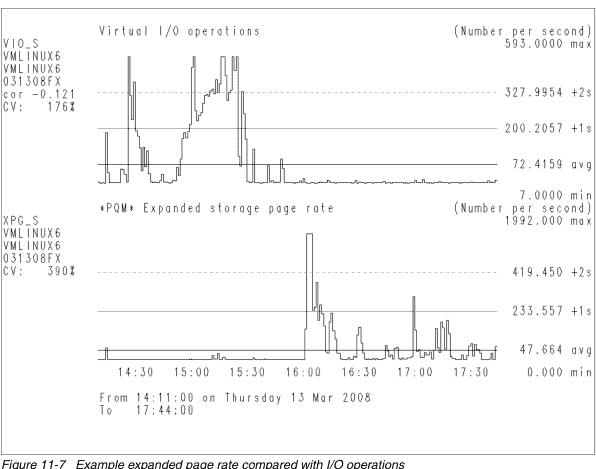 Virtual I/O operations (Number per second)
VIO_S 593.0000 max
VMLINUX6
VMLINUX6
031308FX
cor -0.121 327.9954 +2s
CV: 176%
200.2057 +1s
72.4159 avg
7.0000 min
*PQM* Expanded storage page rate (Number per second)
XPG_S 1992.000 max
VMLINUX6
VMLINUX6
031308FX
CV: 390% 419.450 +2s
233.557 +1s
47.664 avg
14:30 15:00 15:30 16:00 16:30 17:00 17:30 0.000 min
From 14:11:00 on Thursday 13 Mar 2008
To 17:44:00
Figure 11-7 Example expanded page rate compared with I/O operations